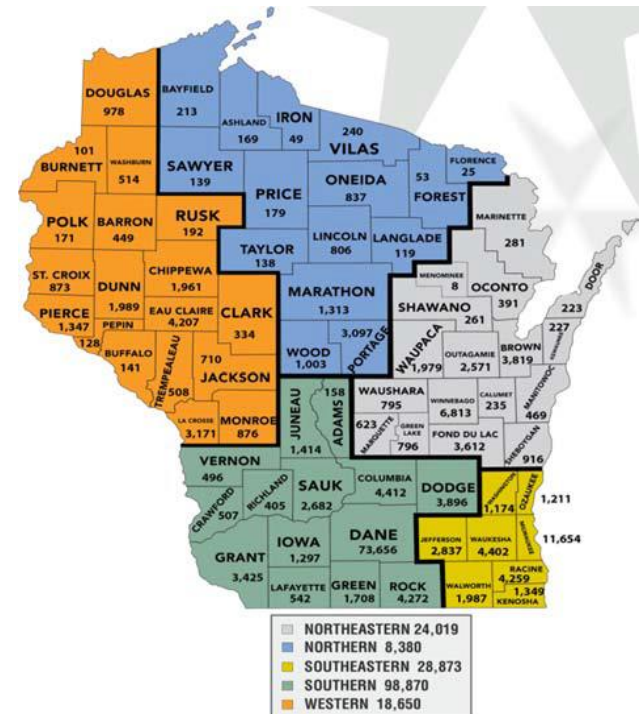 DOUGLAS
978
BAYFIELD
213
ASHLAND
169
IRON
49
240
VILAS
FLORENCE
25
101
BURNETT
WASHBURN
514
SAWYER
139
PRICE
179
ONEIDA
837
53
FOREST
MARINETTE
281
POLK
171
BARRON
449
RUSK
192
TAYLOR
138
LINCOLN
806
LANGLADE
119
MENOMINEE
8
OCONTO
391
DOOR
223
ST. CROIX
873
DUNN
1,989
CHIPPEWA
1,961
CLARK
334
MARATHON
1,313
SHAWANO
261
PIERCE
1,347
PEPIN
128
EAU CLAIRE
4,207
BUFFALO
141
TREMPEALEAU
508
710
JACKSON
WOOD
1,003
3,097
PORTAGE
WAUPACA
1,979
OUTAGAMIE
2,571
BROWN
3,819
227
KEWAUNEE
LA CROSSE
3,171
MONROE
876
JUNEAU
1,414
158
ADAMS
WAUSHARA
795
WINNEBAGO
6,813
CALUMET
235
MANITOWOC
469
623
MARQUETTE
GREEN
LAKE
796
FOND DU LAC
3,612
SHEBOYGAN
916
VERNON
496
CRAWFORD
507
RICHLAND
405
SAUK
2,682
COLUMBIA
4,412
DODGE
3,896
WASHINGTON
1,174
OZAUKEE
1,211
GRANT
3,425
IOWA
1,297
DANE
73,656
JEFFERSON
2,837
WAUKESHA
4,402
MILWAUKEE
11,654
LAFAYETTE
542
GREEN
1,708
ROCK
4,272
WALWORTH
1,987
RACINE
4,259
1,349
KENOSHA
NORTHEASTERN 24,019
NORTHERN 8,380
SOUTHEASTERN 28,873
SOUTHERN 98,870
WESTERN 18,650